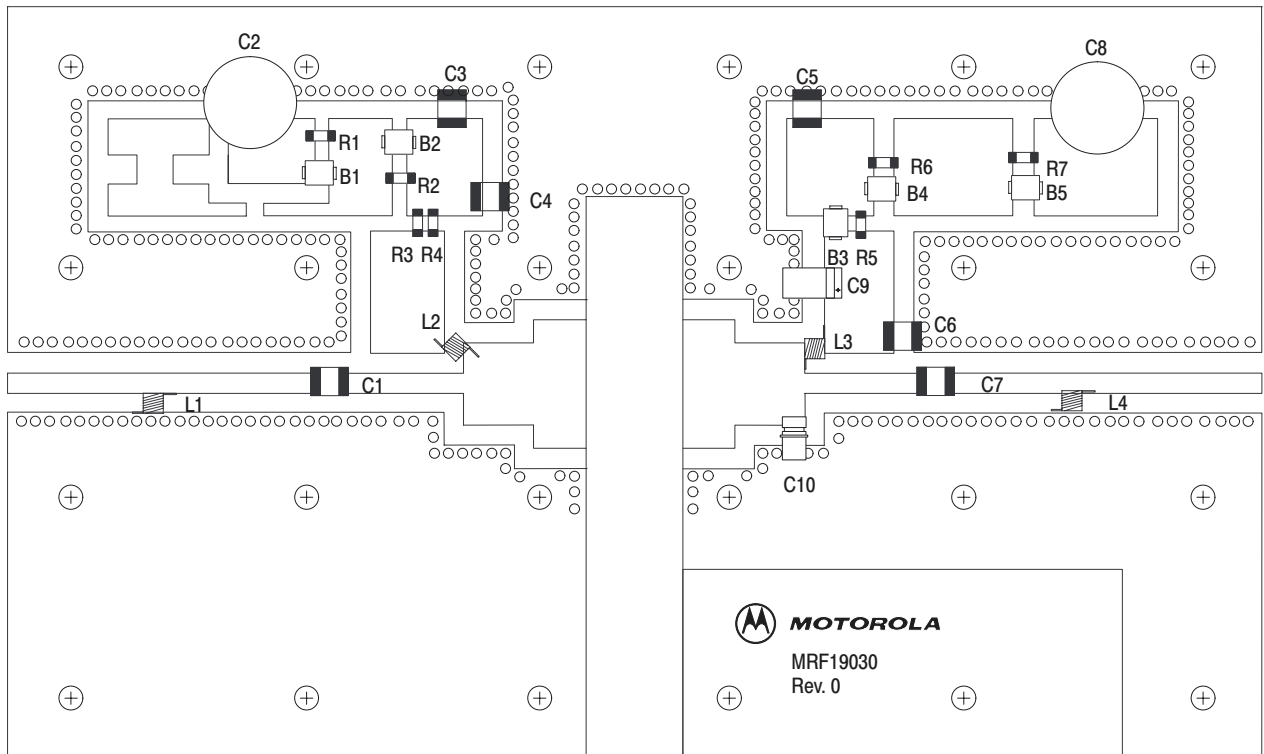 C2
C3
C5
C8
R1
B2
B1
R2
C4
R3 R4
R6
B4
R7
B5
B3 R5
C9
L2
L3
C6
C1
L1
C7
L4
C10
MOTOROLA
MRF19030
Rev. 0